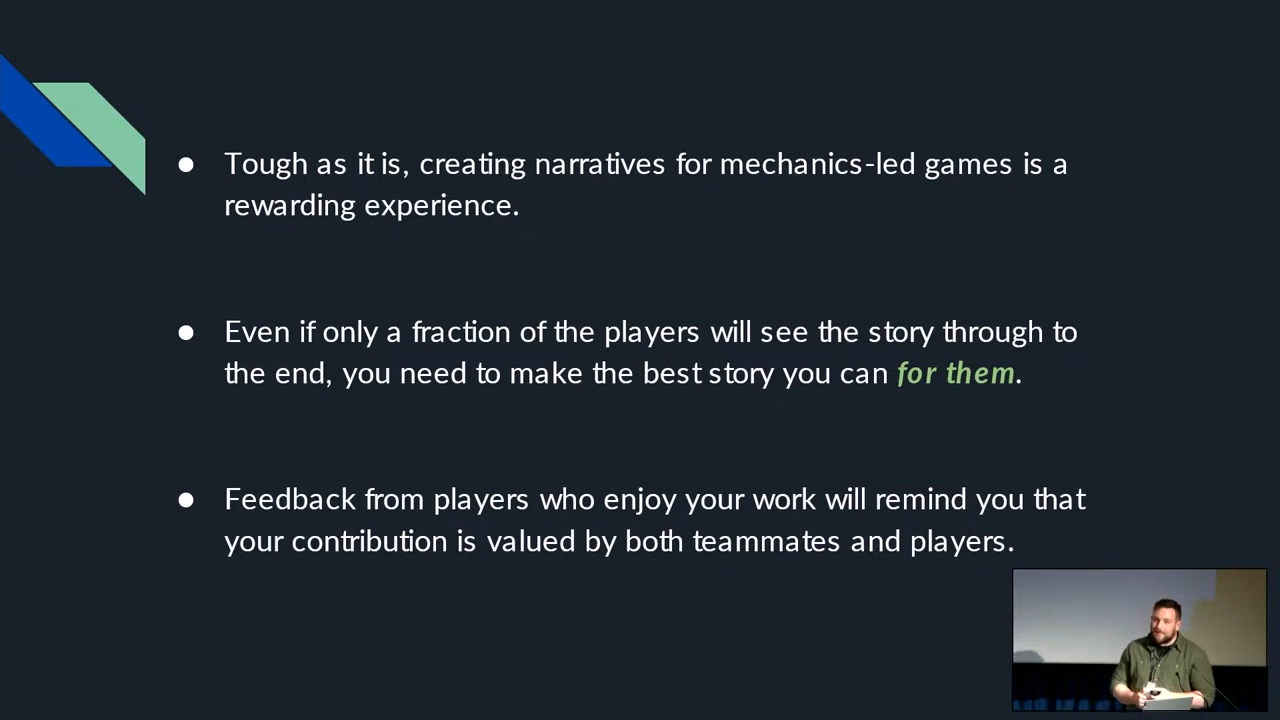 ● Tough as it is, creating narratives for mechanics-led games is a
rewarding experience.
● Even if only a fraction of the players will see the story through to
the end, you need to make the best story you can for them.
● Feedback from players who enjoy your work will remind you that
your contribution is valued by both teammates and players.